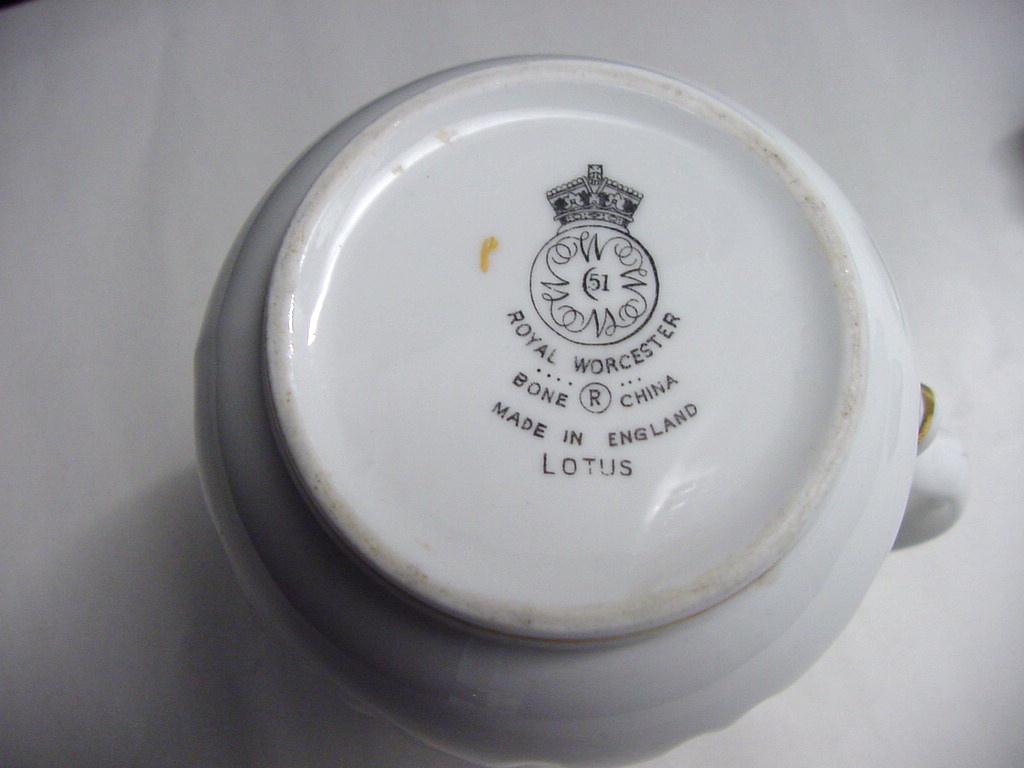 51
ROYAL WORCESTER
BONE R CHINA
MADE IN ENGLAND
LOTUS